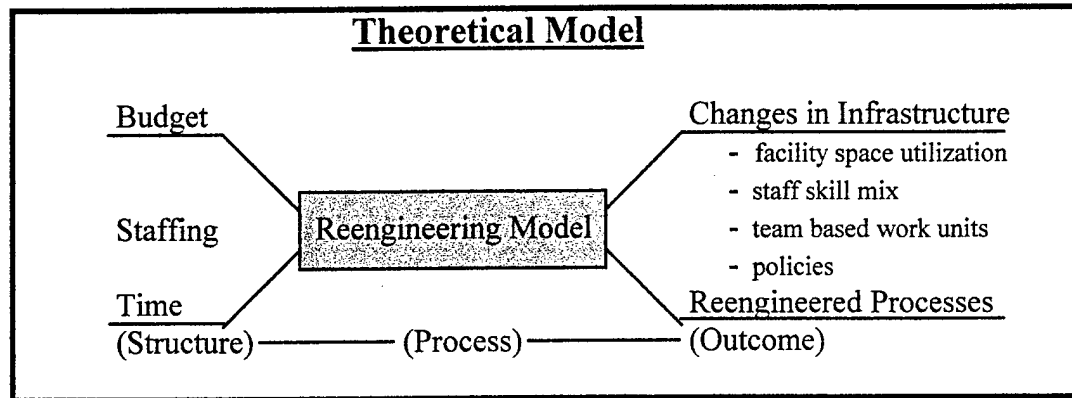 Theoretical Model
Budget
Staffing
Time
Reengineering Model
Changes in Infrastructure
- facility space utilization
- staff skill mix
- team based work units
- policies
Reengineered Processes
(Structure) (Process) (Outcome)